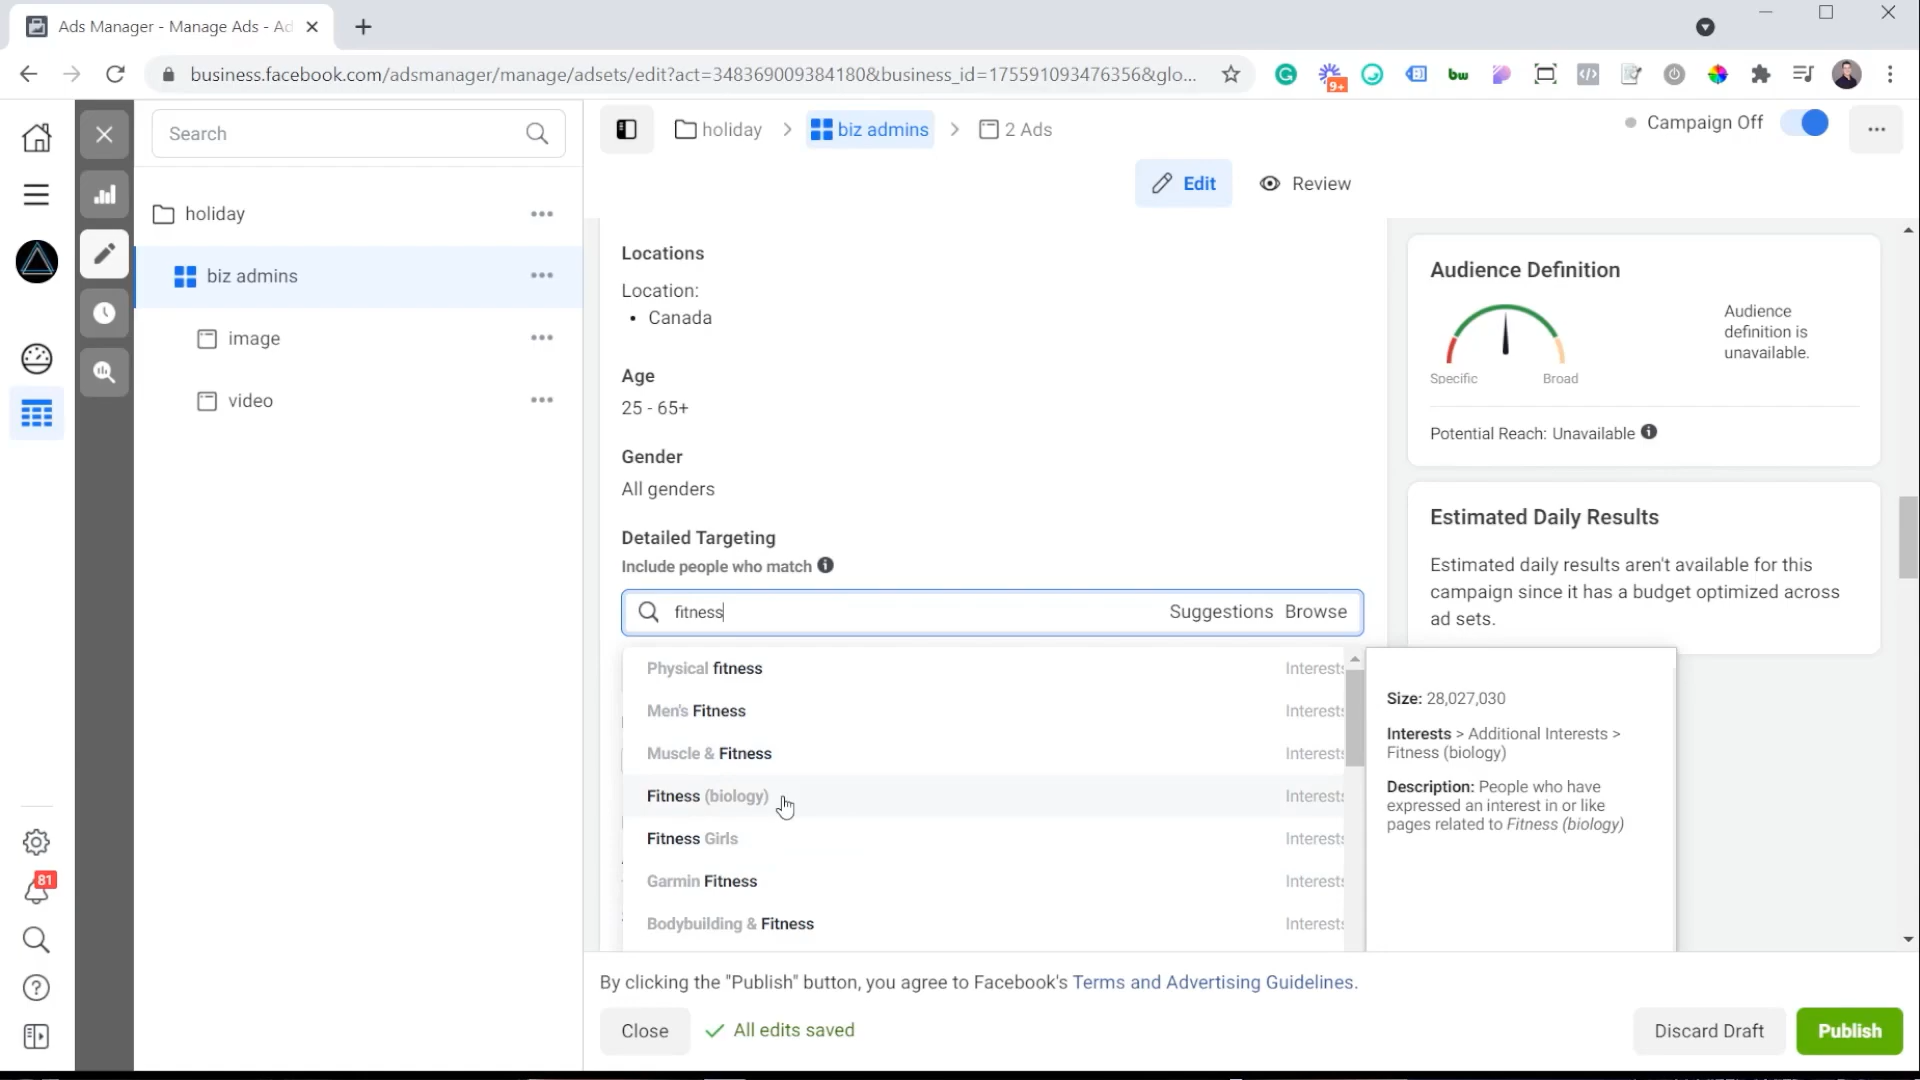 Ads Manager - Manage Ads - Ad
business.facebook.com/adsmanager/manage/adsets/edit?act=348369009384180&business_id=175591093476356&glo...
9+
bw
Search
holiday
biz admins
image
video
81
holiday
biz admins
2 Ads
Campaign Off
Edit
Review
Locations
Location:
• Canada
Age
25 - 65+
Gender
All genders
Detailed Targeting
Include people who match
fitness
Suggestions
Browse
Physical fitness
Interests
Men's Fitness
Interests
Muscle & Fitness
Interests
Fitness (biology)
Interests
Fitness Girls
Interests
Garmin Fitness
Interests
Bodybuilding & Fitness
Interests
Audience Definition
Specific
Broad
Audience
definition is
unavailable.
Potential Reach: Unavailable
Estimated Daily Results
Estimated daily results aren't available for this
campaign since it has a budget optimized across
ad sets.
Size: 28,027,030
Interests > Additional Interests >
Fitness (biology)
Description: People who have
expressed an interest in or like
pages related to Fitness (biology)
By clicking the "Publish" button, you agree to Facebook's Terms and Advertising Guidelines.
Close
All edits saved
Discard Draft
Publish